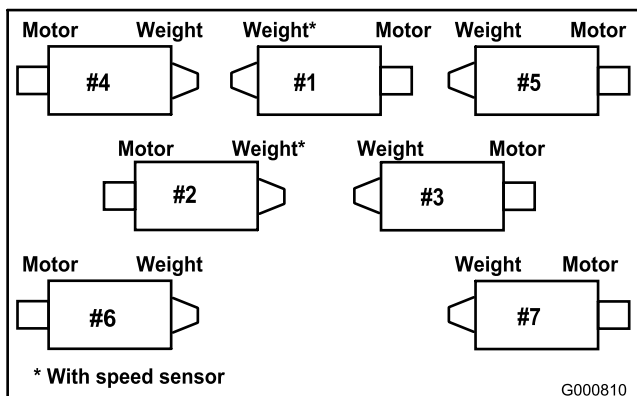 Motor Weight Weight* Motor Weight Motor
#4 #1 #5
Motor Weight* Weight Motor
#2 #3
Motor Weight Weight Motor
#6 #7
* With speed sensor
G000810